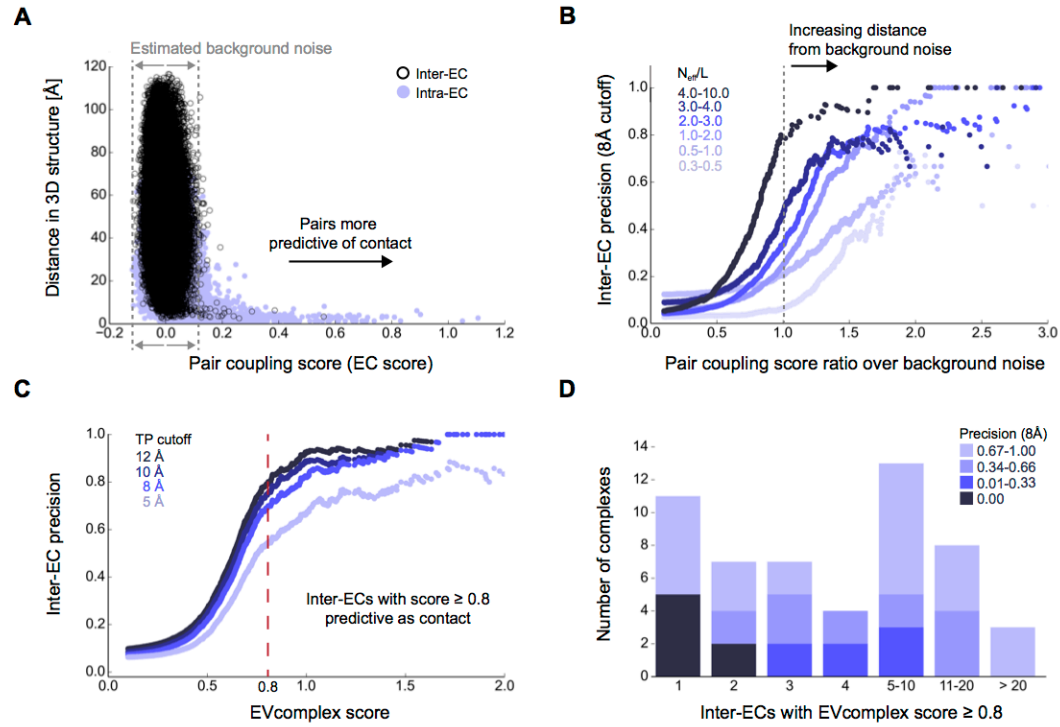 A
Estimated background noise
Inter-EC
Intra-EC
120
100
80
60
40
20
0
Distance in 3D structure [Å]
Pairs more
predictive of contact
−0.2
0.0
0.2
0.4
0.6
0.8
1.0
1.2
Pair coupling score (EC score)
B
Increasing distance
from background noise
Neff/L
4.0-10.0
3.0-4.0
2.0-3.0
1.0-2.0
0.5-1.0
0.3-0.5
1.0
0.8
0.6
0.4
0.2
0.0
Inter-EC precision (8Å cutoff)
0.0
0.5
1.0
1.5
2.0
2.5
3.0
Pair coupling score ratio over background noise
C
TP cutoff
12 Å
10 Å
8 Å
5 Å
1.0
0.8
0.6
0.4
0.2
0.0
Inter-EC precision
Inter-ECs with score ≥ 0.8
predictive as contact
0.0
0.5
0.8
1.0
1.5
2.0
EVcomplex score
D
Precision (8Å)
0.67-1.00
0.34-0.66
0.01-0.33
0.00
14
12
10
8
6
4
2
0
Number of complexes
1
2
3
4
5-10
11-20
> 20
Inter-ECs with EVcomplex score ≥ 0.8